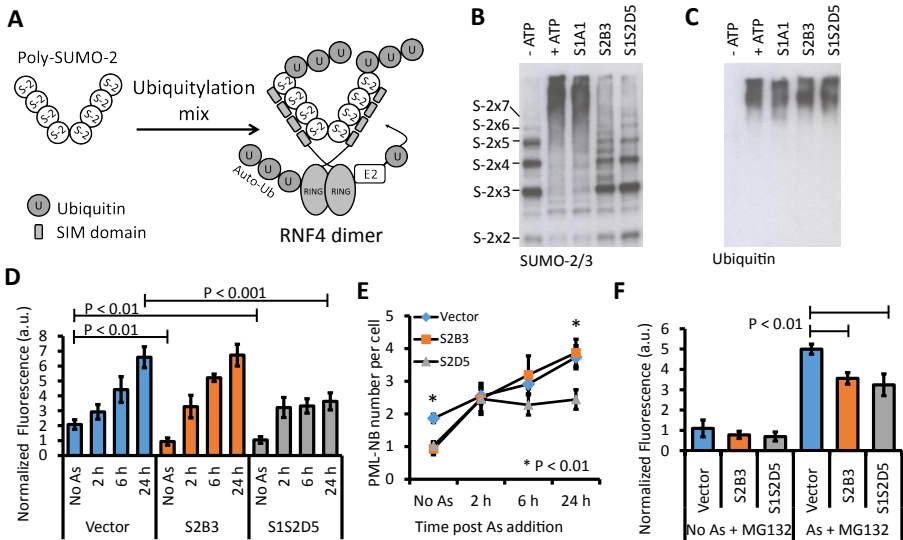 A
Poly-SUMO-2
S-2 S-2 S-2 S-2 S-2 S-2 S-2 S-2
Ubiquitylation
mix
U U U U U U
S-2 S-2 S-2 S-2 S-2 S-2 S-2 S-2
U U U
Auto-Ub
RING RING
E2
U
RNF4 dimer
U Ubiquitin
SIM domain
B
- ATP
+ ATP
S1A1
S2B3
S1S2D5
S-2x7
S-2x6
S-2x5
S-2x4
S-2x3
S-2x2
SUMO-2/3
C
- ATP
+ ATP
S1A1
S2B3
S1S2D5
Ubiquitin
D
P < 0.001
P < 0.01
P < 0.01
Normalized Fluorescence (a.u.)
8
7
6
5
4
3
2
1
0
No As
2 h
6 h
24 h
No As
2 h
6 h
24 h
No As
2 h
6 h
24 h
Vector
S2B3
S1S2D5
E
PML-NB number per cell
5
4
3
2
1
0
Vector
S2B3
S2D5
*
*
* P < 0.01
No As
2 h
6 h
24 h
Time post As addition
F
P < 0.01
Normalized Fluorescence (a.u.)
6
5
4
3
2
1
0
Vector
S2B3
S1S2D5
Vector
S2B3
S1S2D5
No As + MG132
As + MG132